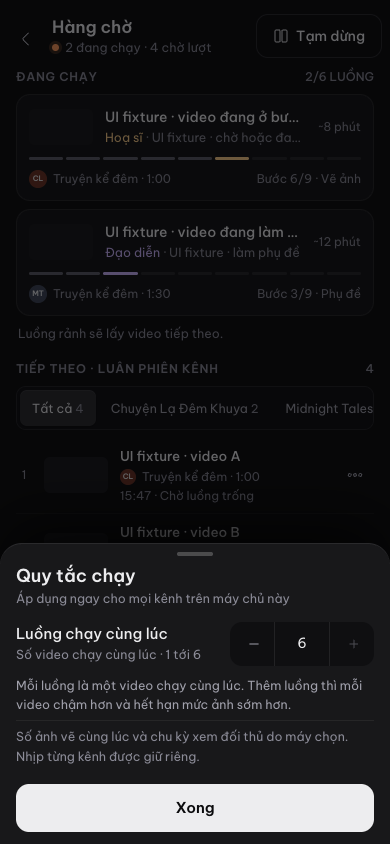 Hàng chờ
2 đang chạy · 4 chờ lượt
Tạm dừng
ĐANG CHẠY
2/6 LUỒNG
UI fixture · video đang ở bư...
~8 phút
Hoạ sĩ · UI fixture · chờ hoặc đa...
CL Truyện kể đêm · 1:00
Bước 6/9 · Vẽ ảnh
UI fixture · video đang làm ...
~12 phút
Đạo diễn · UI fixture · làm phụ đề
MT Truyện kể đêm · 1:30
Bước 3/9 · Phụ đề
Luồng rảnh sẽ lấy video tiếp theo.
TIẾP THEO · LUÂN PHIÊN KÊNH
4
Tất cả 4
Chuyện Lạ Đêm Khuya 2
Midnight Tales
UI fixture · video A
1
CL Truyện kể đêm · 1:00
15:47 · Chờ luồng trống
UI fixture · video B
Quy tắc chạy
Áp dụng ngay cho mọi kênh trên máy chủ này
Luồng chạy cùng lúc
Số video chạy cùng lúc · 1 tới 6
− 6 +
Mỗi luồng là một video chạy cùng lúc. Thêm luồng thì mỗi
video chậm hơn và hết hạn mức ảnh sớm hơn.
Số ảnh vẽ cùng lúc và chu kỳ xem đối thủ do máy chọn.
Nhịp từng kênh được giữ riêng.
Xong